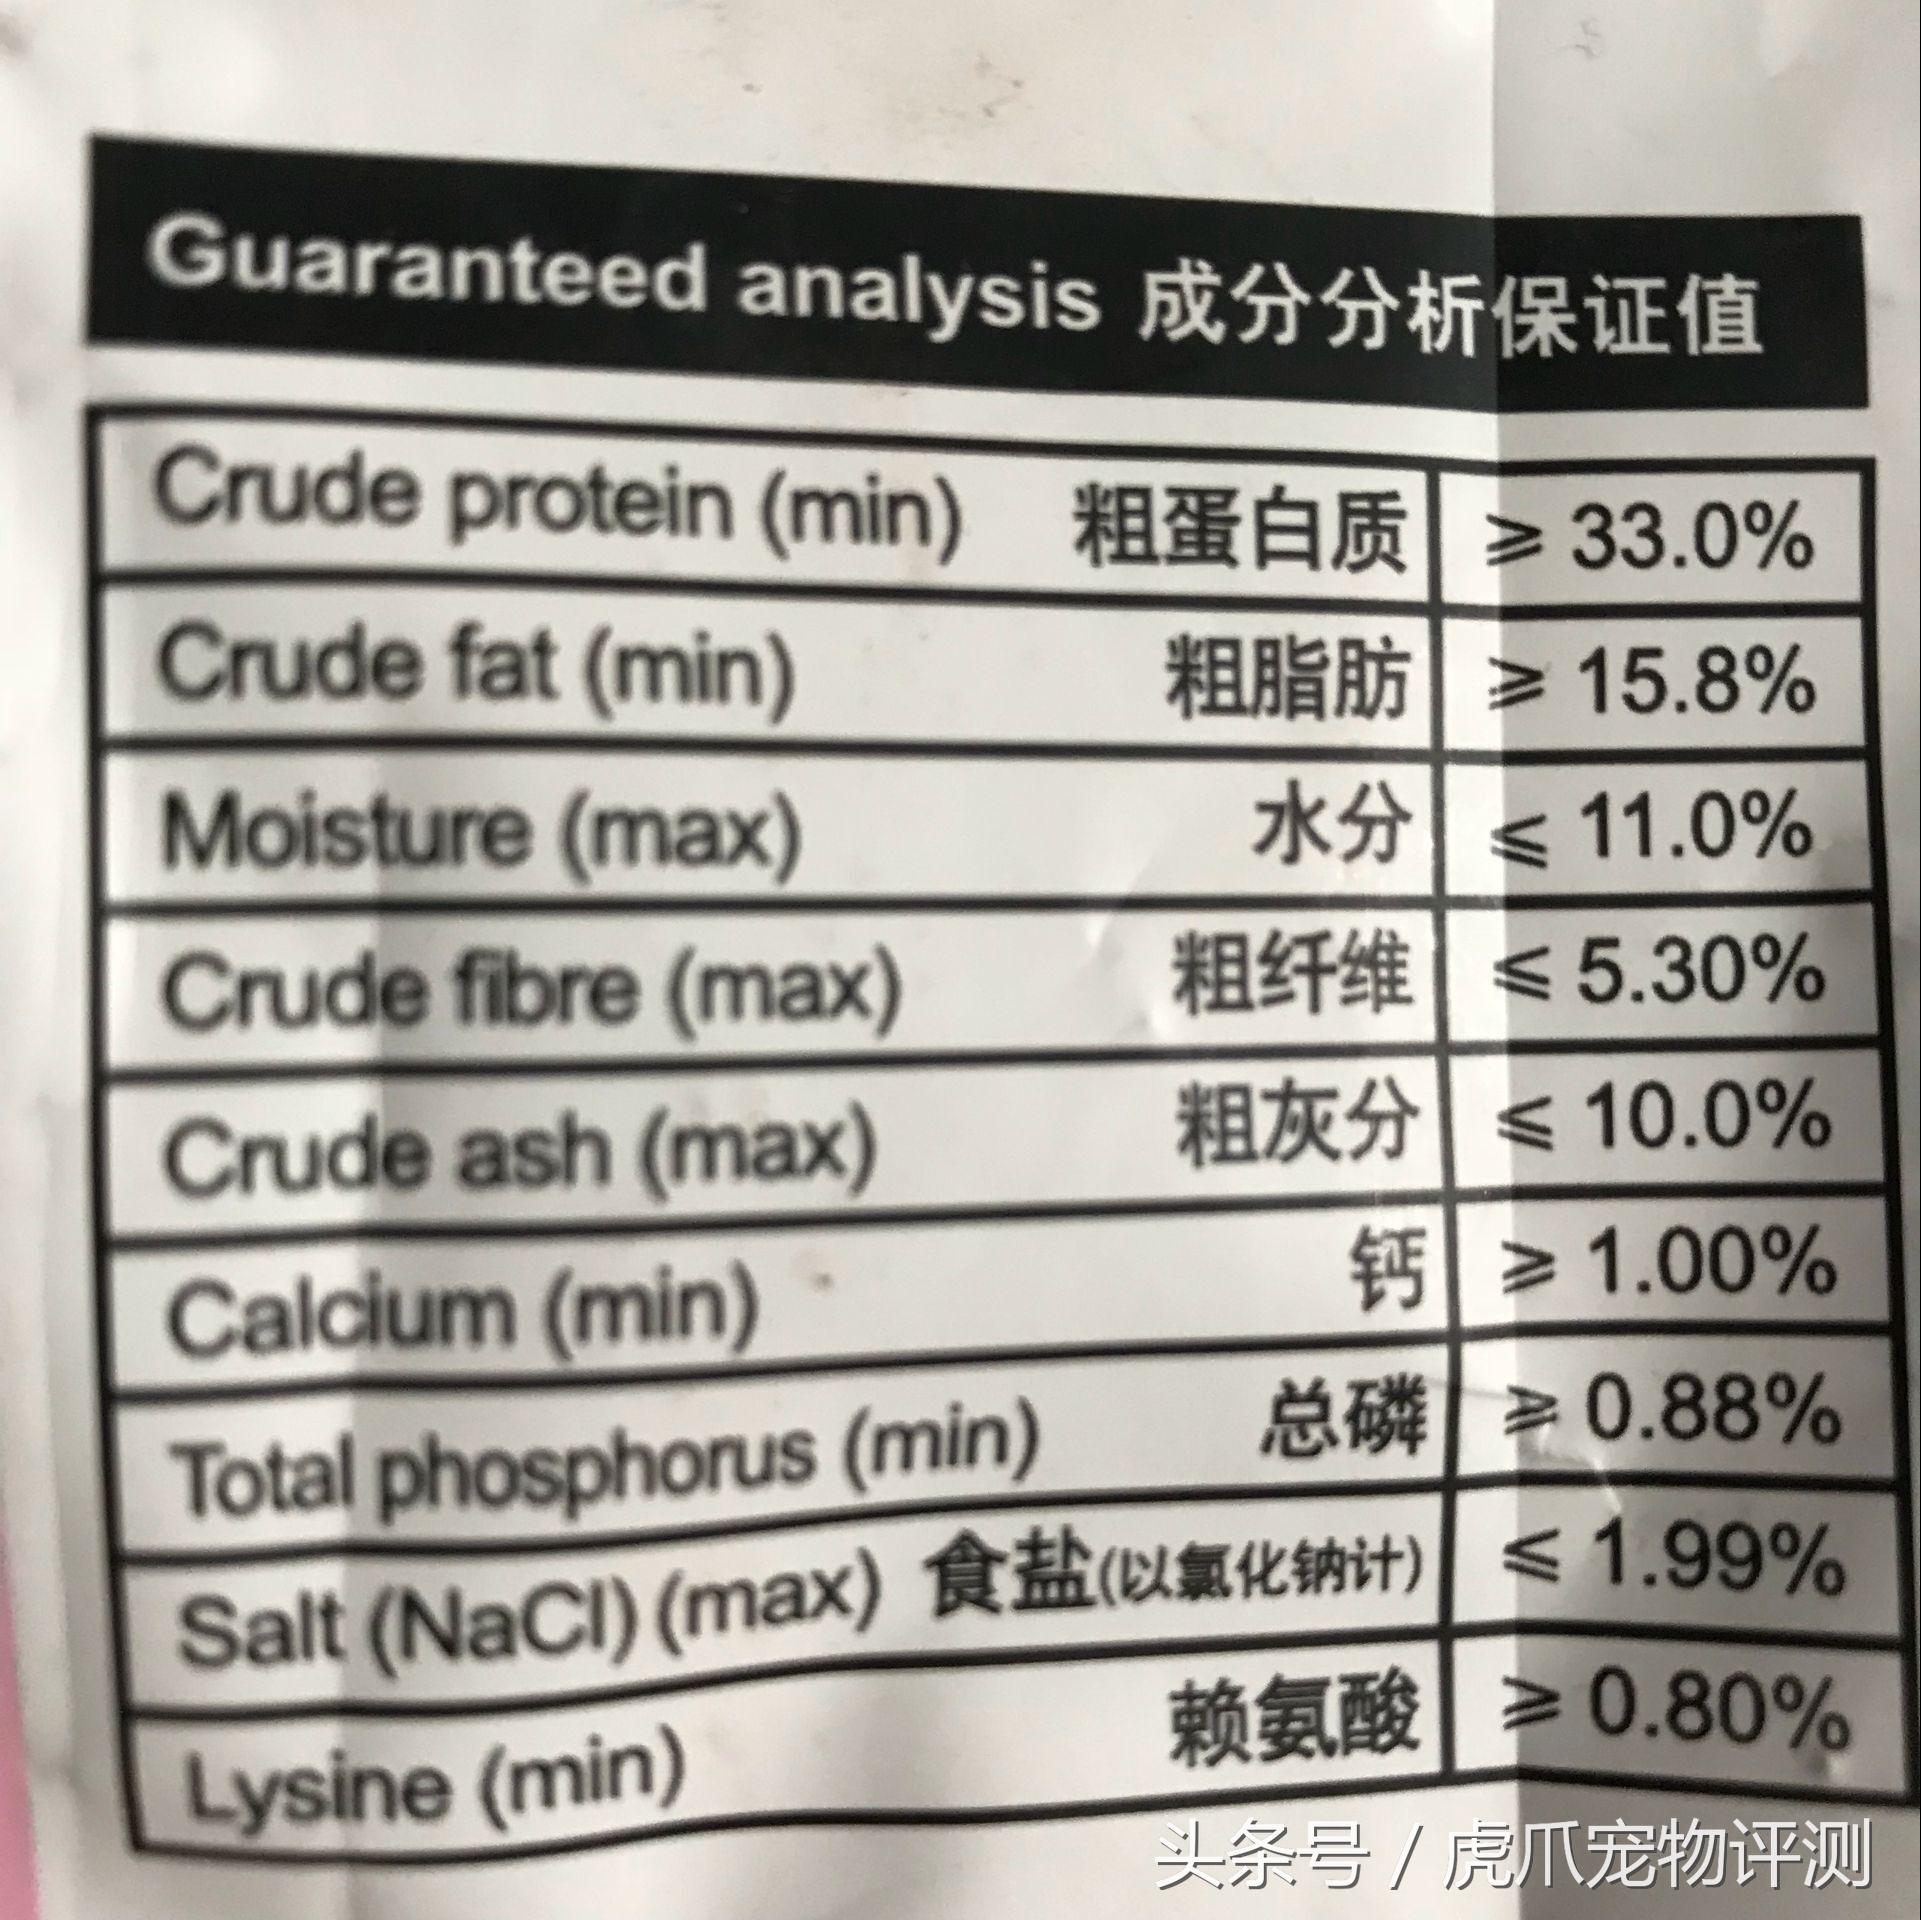 Guaranteed analysis 成分分析保证值
Crude protein (min) 粗蛋白质 ⩾ 33.0%
Crude fat (min) 粗脂肪 ⩾ 15.8%
Moisture (max) 水分 ⩽ 11.0%
Crude fibre (max) 粗纤维 ⩽ 5.30%
Crude ash (max) 粗灰分 ⩽ 10.0%
Calcium (min) 钙 ⩾ 1.00%
Total phosphorus (min) 总磷 ⩾ 0.88%
Salt (NaCl) (max) 食盐(以氯化钠计) ⩽ 1.99%
Lysine (min) 赖氨酸 ⩾ 0.80%
头条号 / 虎爪宠物评测